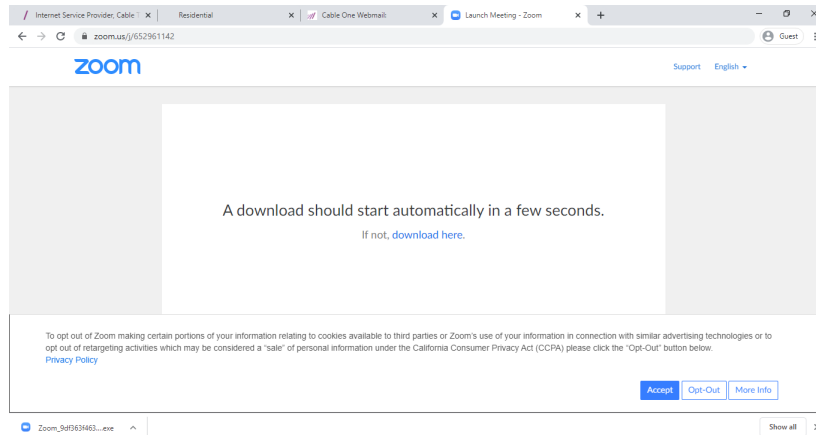 Internet Service Provider, Cable T
Residential
Cable One Webmail
Launch Meeting - Zoom
zoom.us/j/652961142
Guest
zoom
Support
English
A download should start automatically in a few seconds.
If not, download here.
To opt out of Zoom making certain portions of your information relating to cookies available to third parties or Zoom's use of your information in connection with similar advertising technologies or to
opt out of retargeting activities which may be considered a "sale" of personal information under the California Consumer Privacy Act (CCPA) please click the "Opt-Out" button below.
Privacy Policy
Accept
Opt-Out
More Info
Zoom_9df363f463....exe
Show all